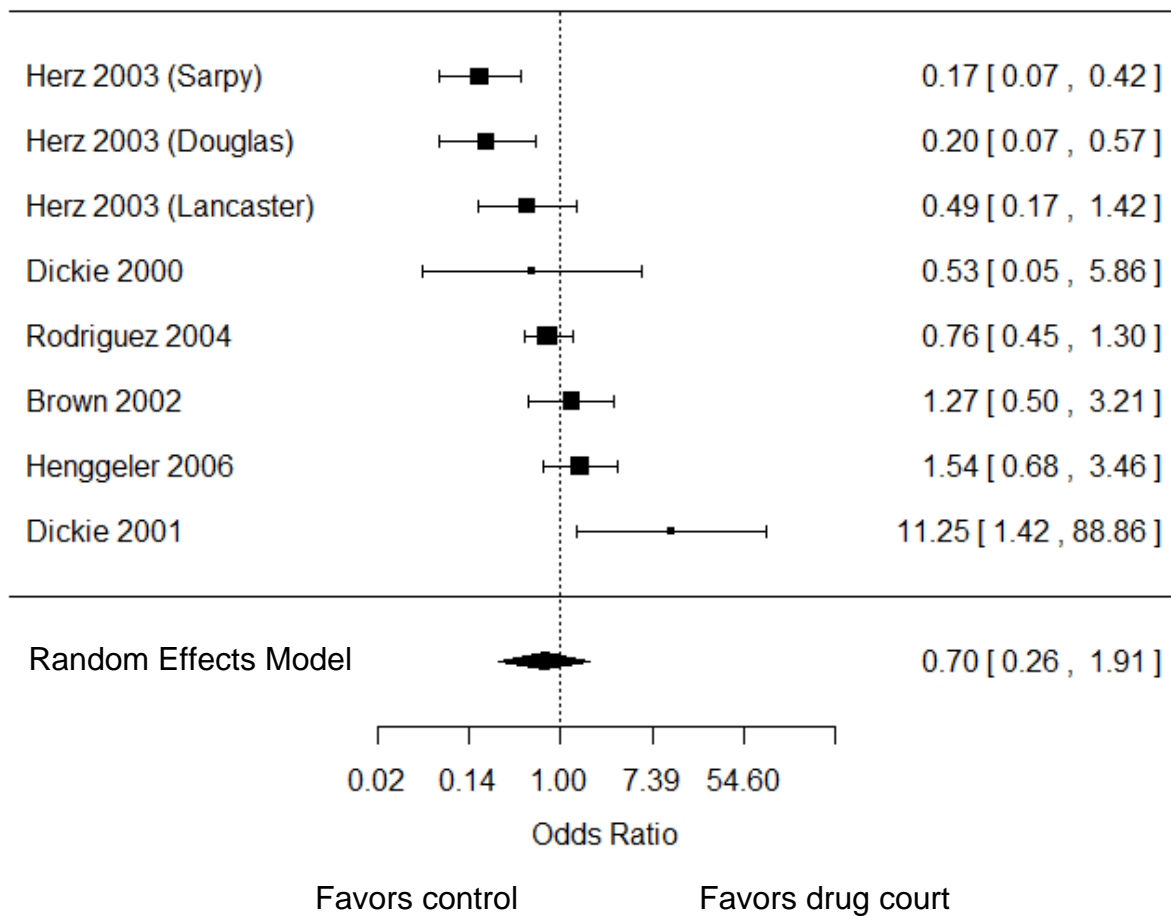 Herz 2003 (Sarpy) 0.17 [ 0.07 , 0.42 ]
Herz 2003 (Douglas) 0.20 [ 0.07 , 0.57 ]
Herz 2003 (Lancaster) 0.49 [ 0.17 , 1.42 ]
Dickie 2000 0.53 [ 0.05 , 5.86 ]
Rodriguez 2004 0.76 [ 0.45 , 1.30 ]
Brown 2002 1.27 [ 0.50 , 3.21 ]
Henggeler 2006 1.54 [ 0.68 , 3.46 ]
Dickie 2001 11.25 [ 1.42 , 88.86 ]
Random Effects Model 0.70 [ 0.26 , 1.91 ]
0.02 0.14 1.00 7.39 54.60
Odds Ratio
Favors control Favors drug court